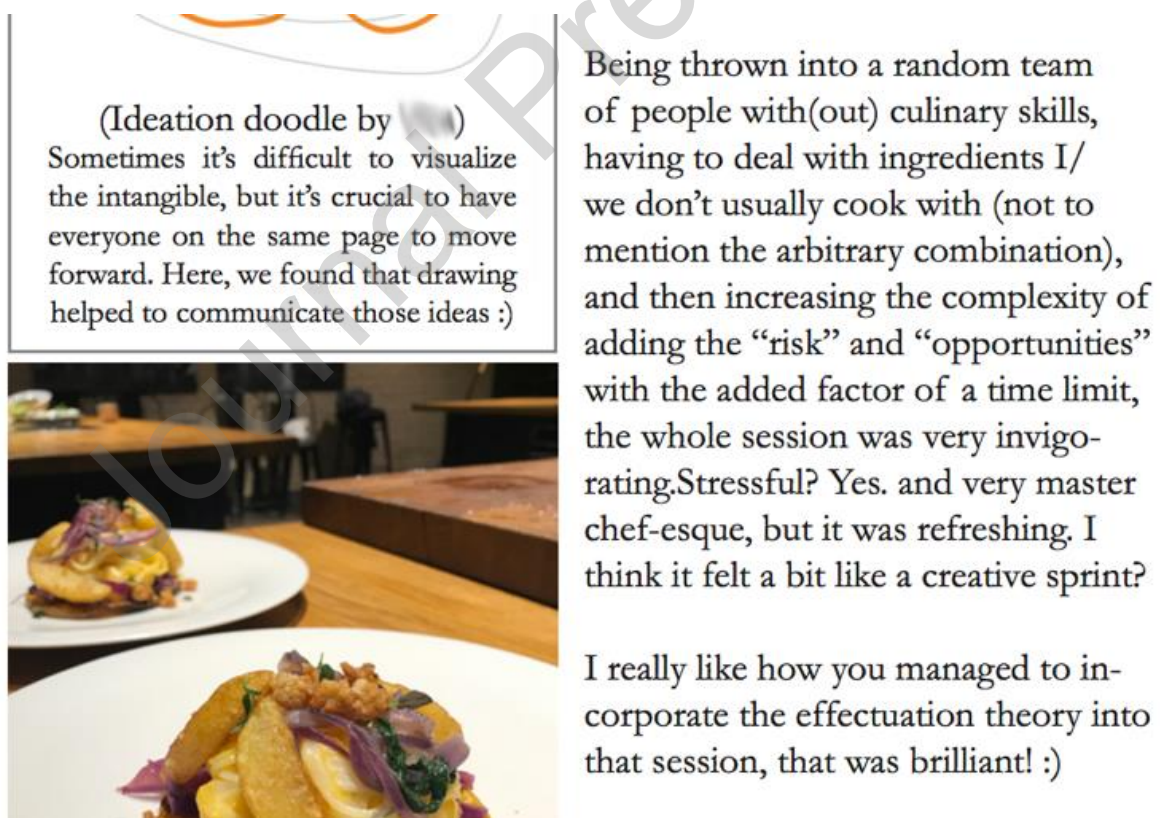 (Ideation doodle by )
Sometimes it's difficult to visualize
the intangible, but it's crucial to have
everyone on the same page to move
forward. Here, we found that drawing
helped to communicate those ideas :)
Being thrown into a random team
of people with(out) culinary skills,
having to deal with ingredients I/
we don't usually cook with (not to
mention the arbitrary combination),
and then increasing the complexity of
adding the “risk” and “opportunities”
with the added factor of a time limit,
the whole session was very invigo-
rating.Stressful? Yes. and very master
chef-esque, but it was refreshing. I
think it felt a bit like a creative sprint?
I really like how you managed to in-
corporate the effectuation theory into
that session, that was brilliant! :)
Journal Pre